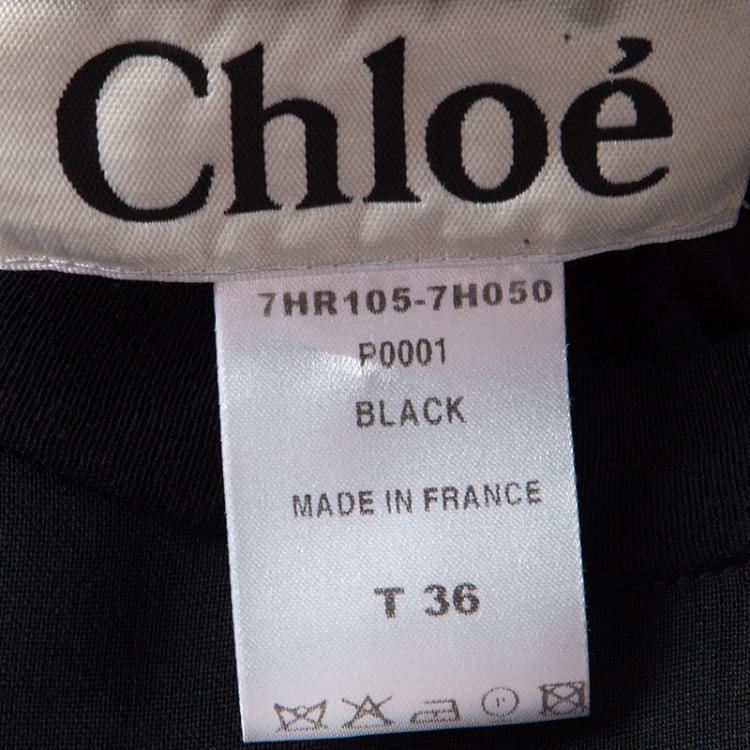 Chloé
7HR105-7H050
P0001
BLACK
MADE IN FRANCE
T 36
P